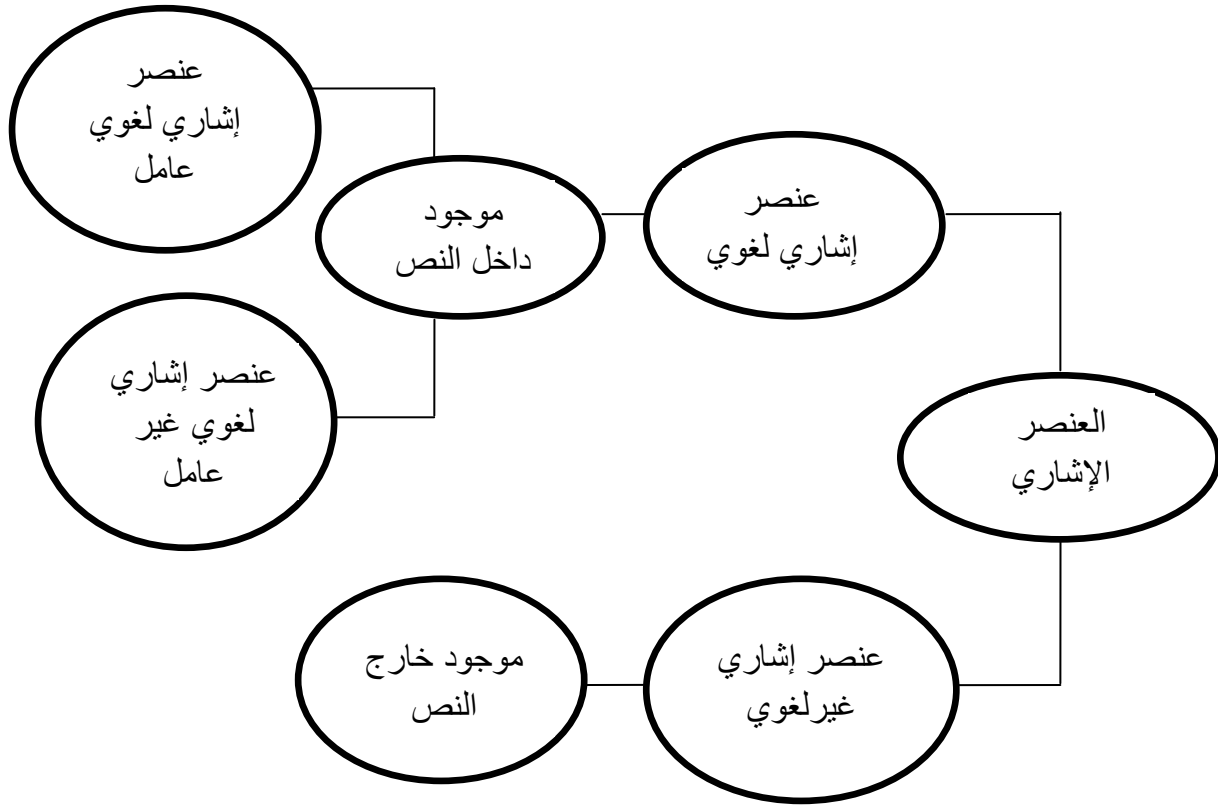 عنصر
إشاري لغوي
عامل
عنصر
إشاري لغوي
موجود
داخل النص
عنصر إشاري
لغوي غير
عامل
العنصر
الإشاري
عنصر إشاري
غيرلغوي
موجود خارج
النص